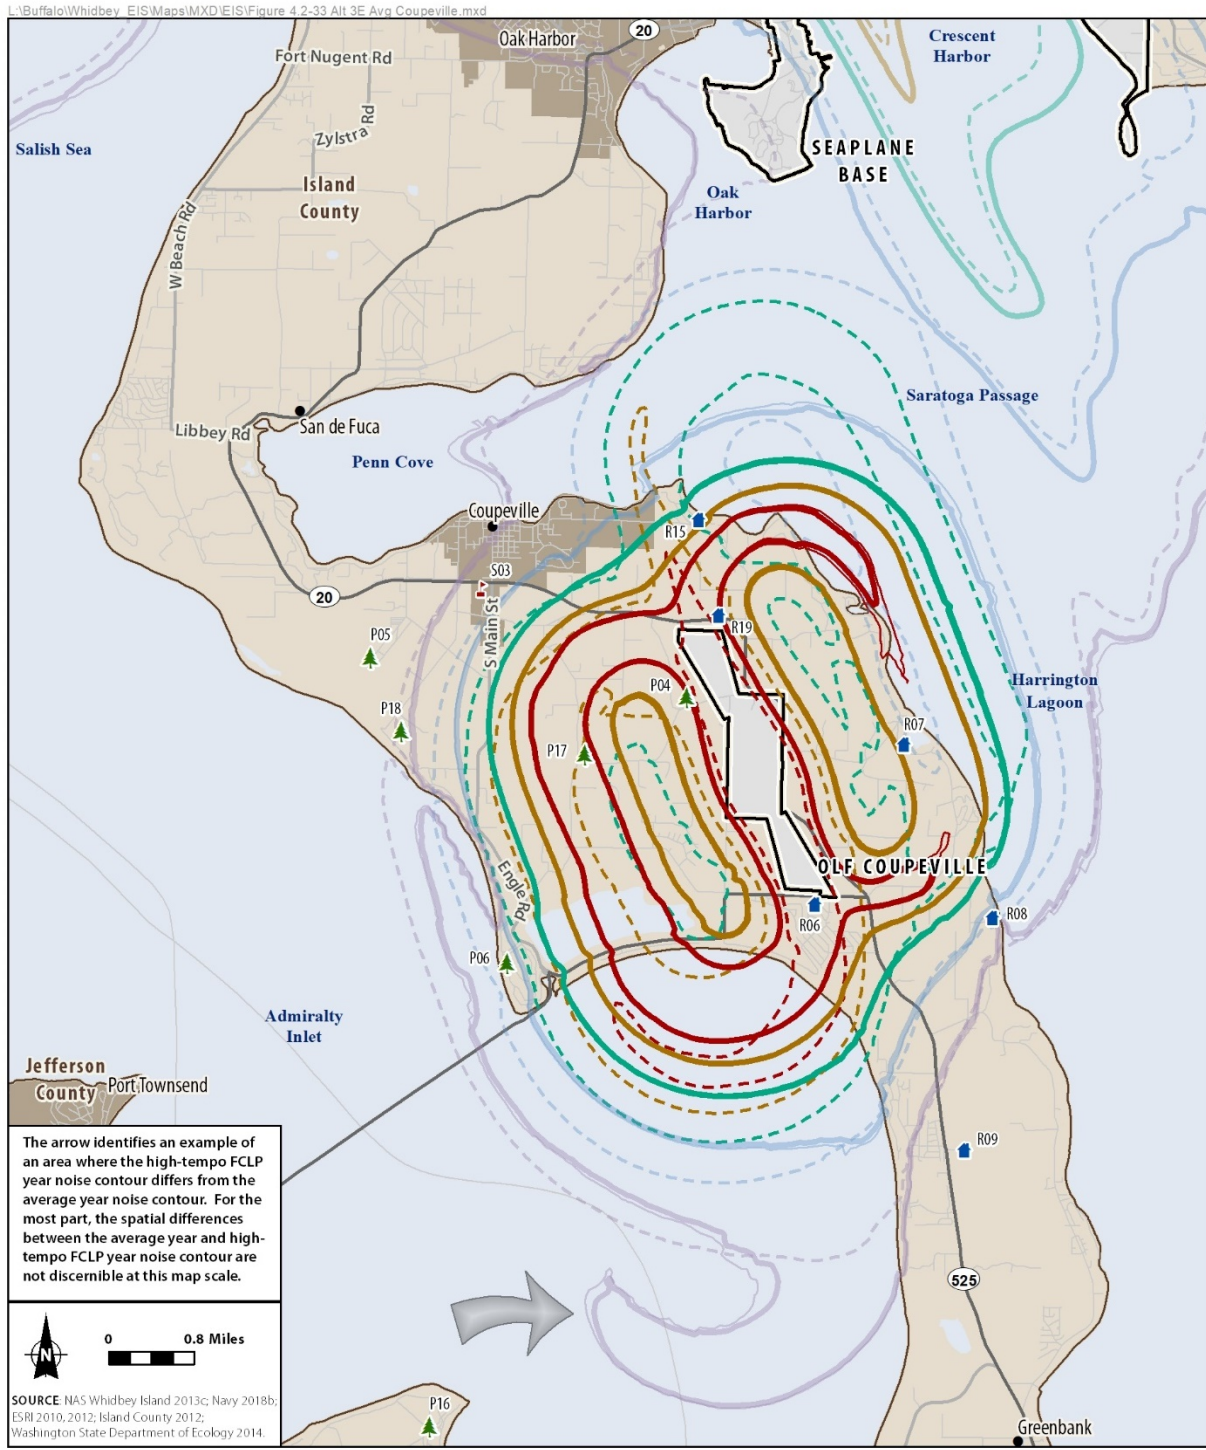 L:\Buffalo\Whidbey_EIS\Maps\MXD\EIS\Figure 4.2-33 Alt 3E Avg Coupeville.mxd
Oak Harbor
20
Crescent
Harbor
Fort Nugent Rd
Zylstra Rd
Salish Sea
SEAPLANE
BASE
Island
County
Oak
Harbor
W Beach Rd
Saratoga Passage
San de Fuca
Libbey Rd
Penn Cove
Coupeville
R15
S03
20
S Main St
R19
P05
P04
Harrington
Lagoon
P18
R07
P17
OLF COUPEVILLE
Engle Rd
R06
R08
P06
Admiralty
Inlet
Jefferson
County
Port Townsend
R09
The arrow identifies an example of
an area where the high-tempo FCLP
year noise contour differs from the
average year noise contour. For the
most part, the spatial differences
between the average year and high-
tempo FCLP year noise contour are
not discernible at this map scale.
525
N
0 0.8 Miles
SOURCE: NAS Whidbey Island 2013c; Navy 2018b;
ESRI 2010, 2012; Island County 2012;
Washington State Department of Ecology 2014.
P16
Greenbank